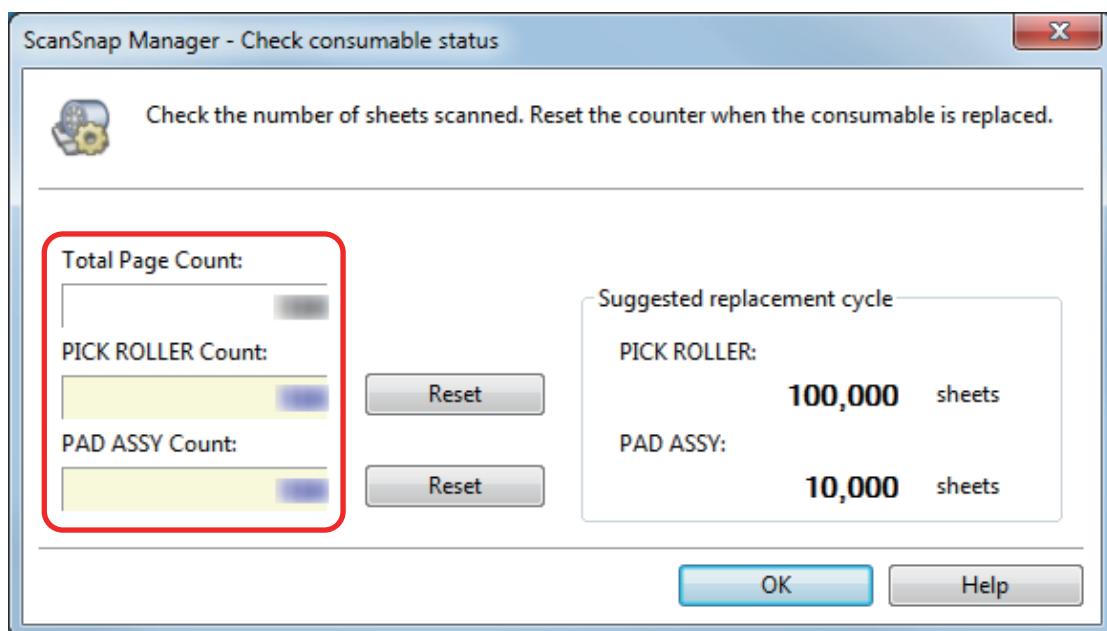 ScanSnap Manager - Check consumable status
Check the number of sheets scanned. Reset the counter when the consumable is replaced.
Total Page Count:
PICK ROLLER Count:
Reset
PAD ASSY Count:
Reset
Suggested replacement cycle
PICK ROLLER:
100,000 sheets
PAD ASSY:
10,000 sheets
OK
Help